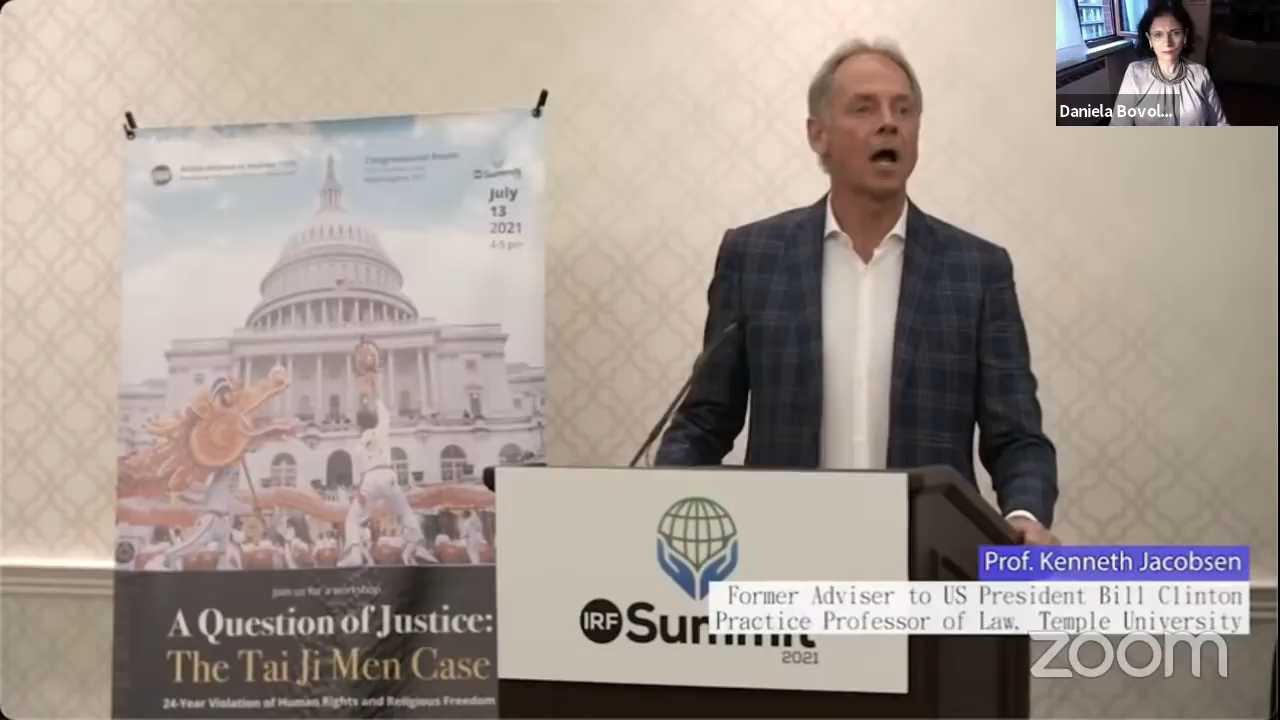 Daniela Bovol...
Summit
July
13
2021
4-5 pm
Join us for a workshop
A Question of Justice:
The Tai Ji Men Case
24-Year Violation of Human Rights and Religious Freedom
IRF Summit
2021
Prof. Kenneth Jacobsen
Former Adviser to US President Bill Clinton
Practice Professor of Law, Temple University
zoom